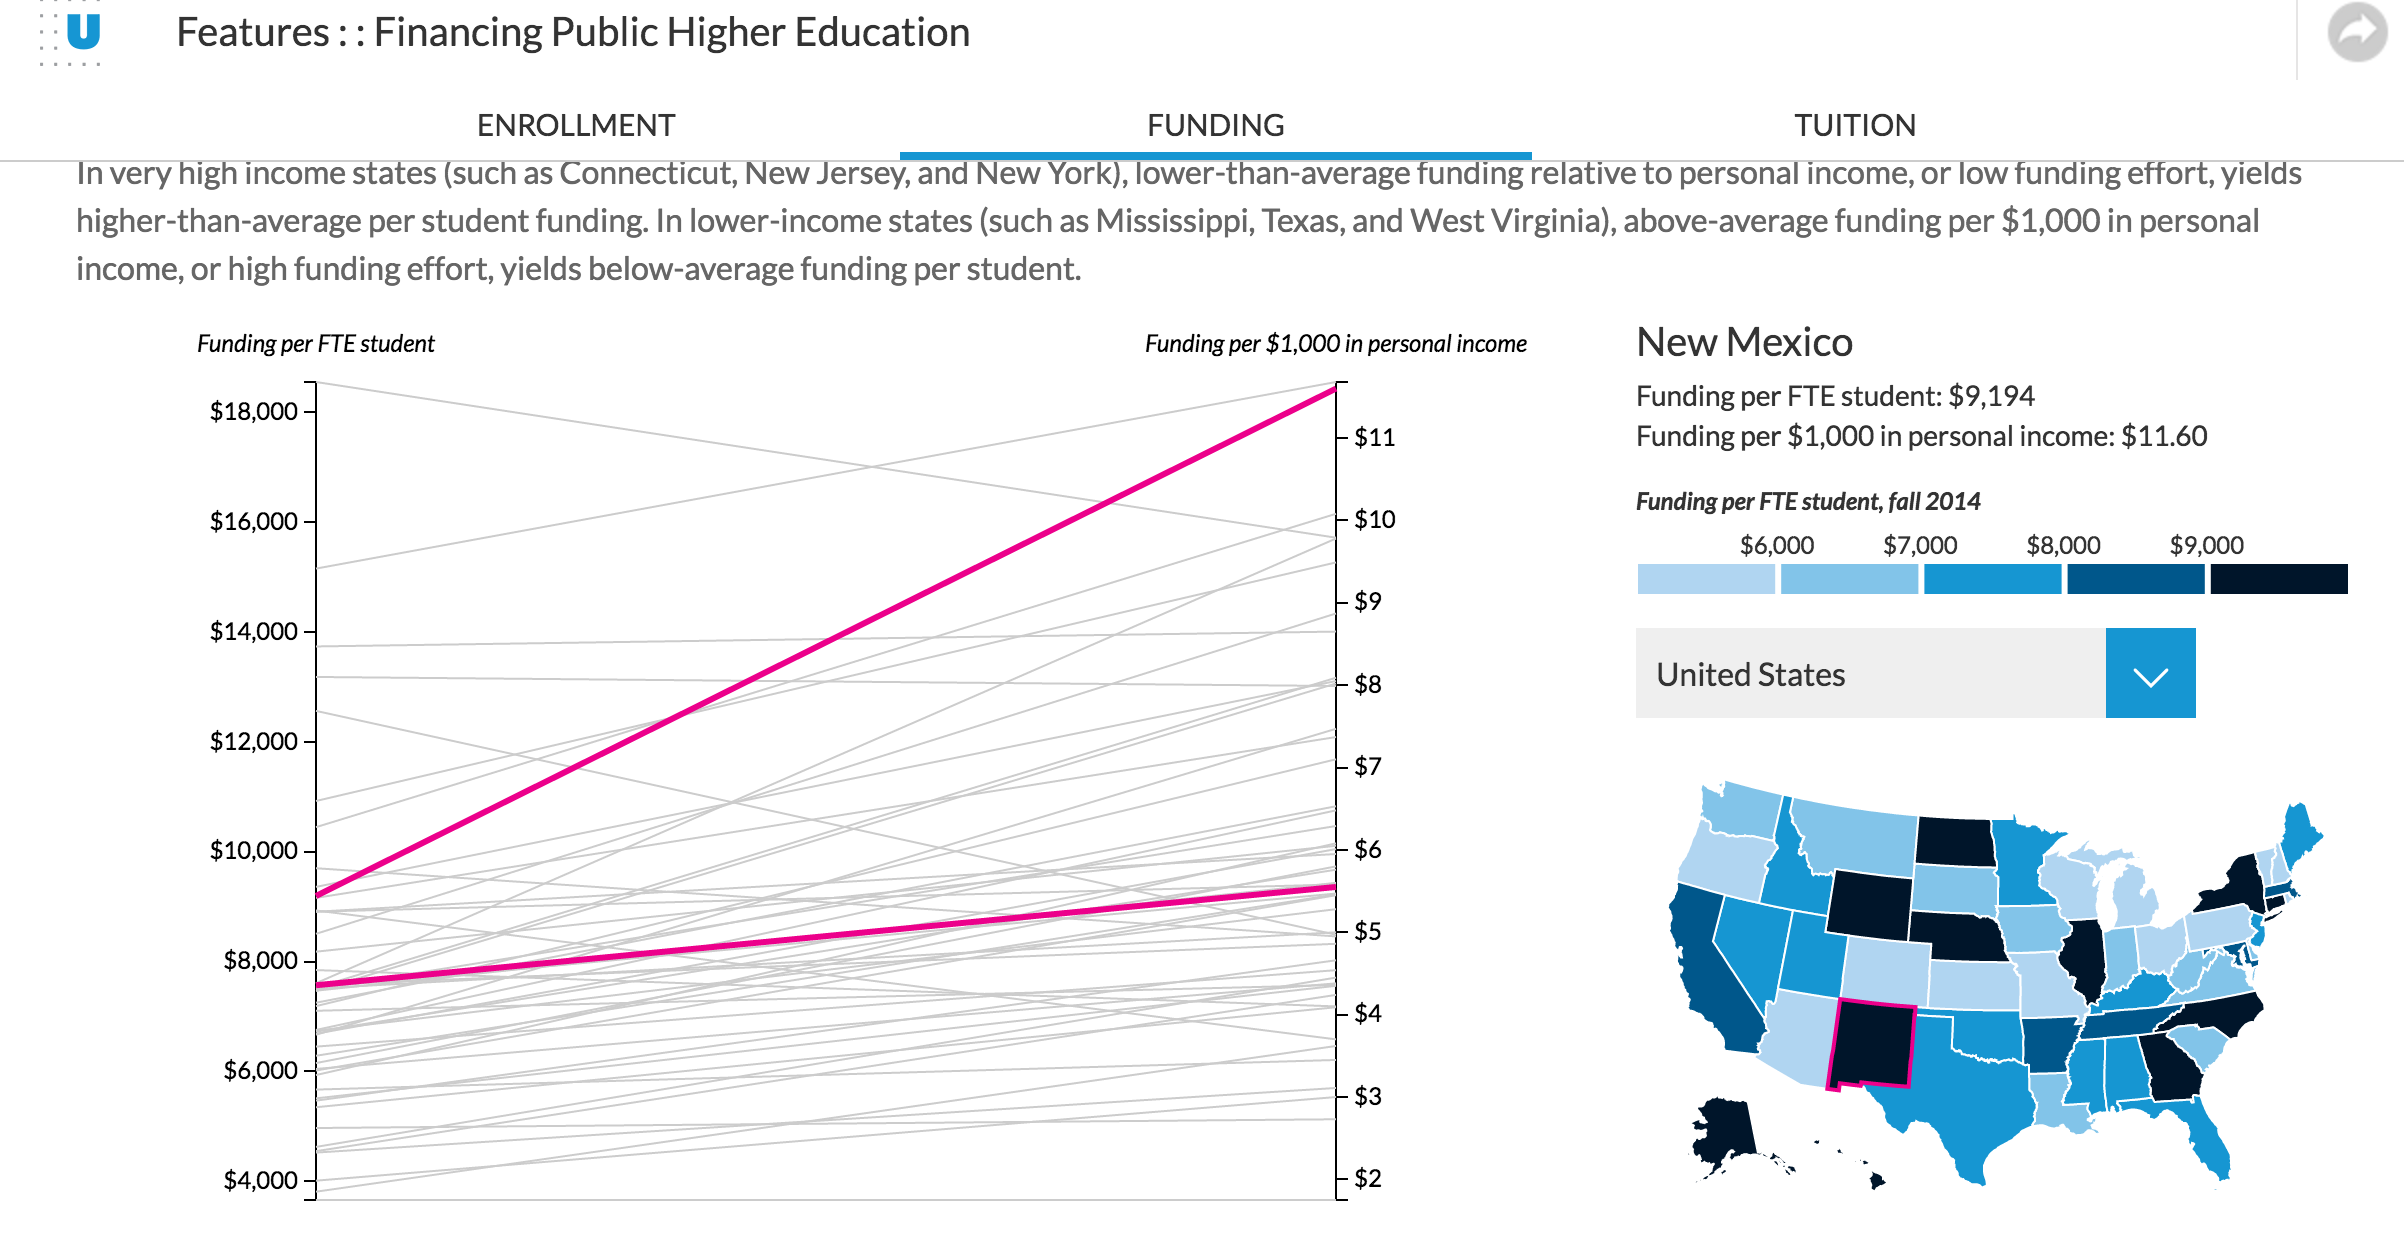 U
Features : : Financing Public Higher Education
ENROLLMENT
FUNDING
TUITION
In very high income states (such as Connecticut, New Jersey, and New York), lower-than-average funding relative to personal income, or low funding effort, yields
higher-than-average per student funding. In lower-income states (such as Mississippi, Texas, and West Virginia), above-average funding per $1,000 in personal
income, or high funding effort, yields below-average funding per student.
Funding per FTE student
Funding per $1,000 in personal income
$18,000
$16,000
$14,000
$12,000
$10,000
$8,000
$6,000
$4,000
$11
$10
$9
$8
$7
$6
$5
$4
$3
$2
New Mexico
Funding per FTE student: $9,194
Funding per $1,000 in personal income: $11.60
Funding per FTE student, fall 2014
$6,000 $7,000 $8,000 $9,000
United States